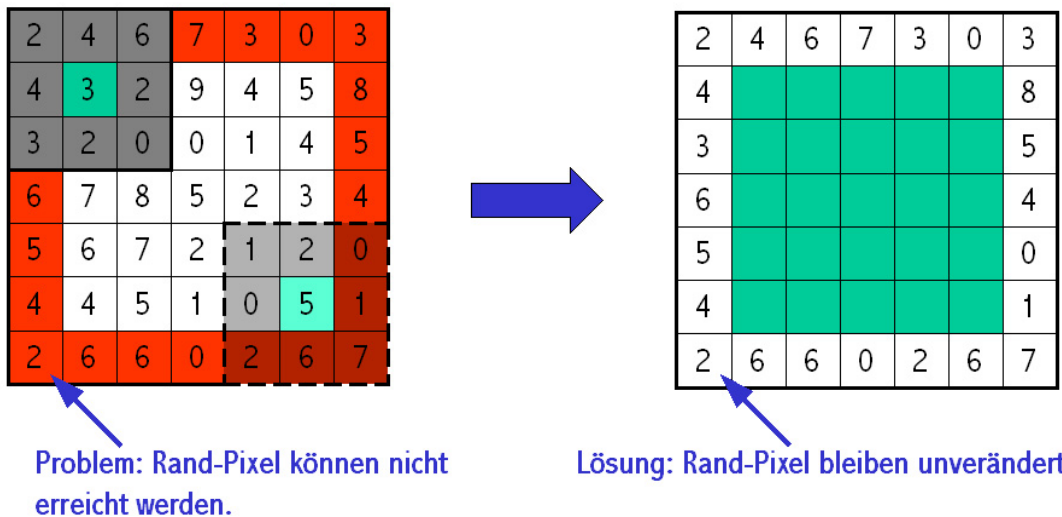 2 4 6 7 3 0 3
4 3 2 9 4 5 8
3 2 0 0 1 4 5
6 7 8 5 2 3 4
5 6 7 2 1 2 0
4 4 5 1 0 5 1
2 6 6 0 2 6 7
Problem: Rand-Pixel können nicht
erreicht werden.
2 4 6 7 3 0 3
4 8
3 5
6 4
5 0
4 1
2 6 6 0 2 6 7
Lösung: Rand-Pixel bleiben unverändert